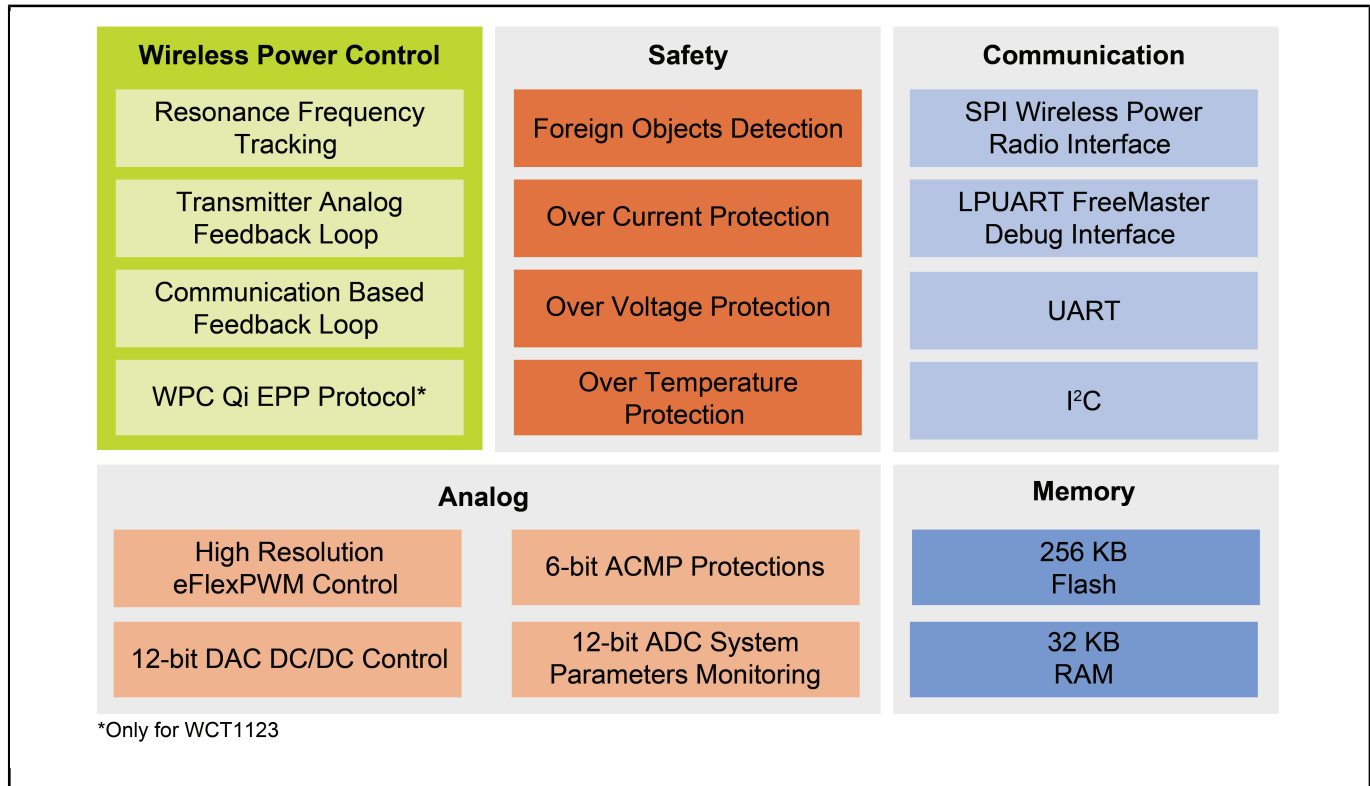 Wireless Power Control
Resonance Frequency
Tracking
Transmitter Analog
Feedback Loop
Communication Based
Feedback Loop
WPC Qi EPP Protocol*
Safety
Foreign Objects Detection
Over Current Protection
Over Voltage Protection
Over Temperature
Protection
Communication
SPI Wireless Power
Radio Interface
LPUART FreeMaster
Debug Interface
UART
I²C
Analog
High Resolution
eFlexPWM Control
12-bit DAC DC/DC Control
6-bit ACMP Protections
12-bit ADC System
Parameters Monitoring
Memory
256 KB
Flash
32 KB
RAM
*Only for WCT1123